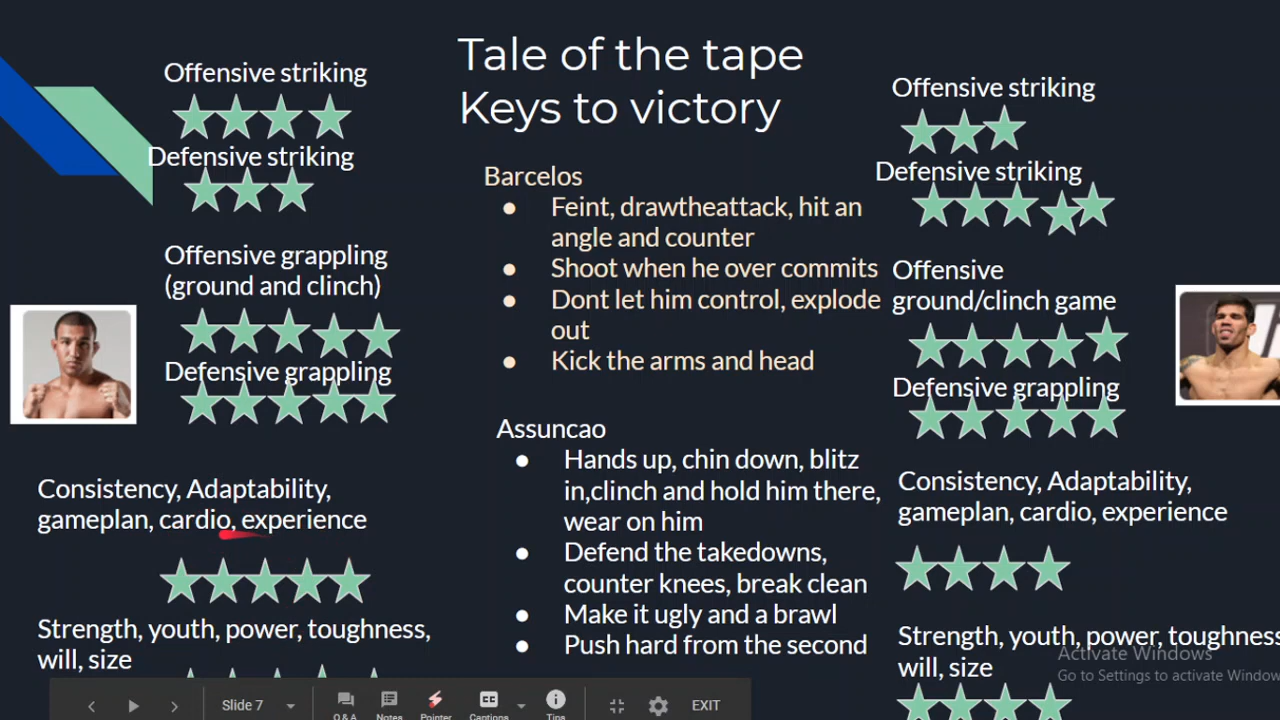 Tale of the tape
Keys to victory
Offensive striking
Defensive striking
Offensive grappling
(ground and clinch)
Defensive grappling
Consistency, Adaptability,
gameplan, cardio, experience
Strength, youth, power, toughness,
will, size
Barcelos
Feint, drawtheattack, hit an
angle and counter
Shoot when he over commits
Dont let him control, explode
out
Kick the arms and head
Assuncao
Hands up, chin down, blitz
in,clinch and hold him there,
wear on him
Defend the takedowns,
counter knees, break clean
Make it ugly and a brawl
Push hard from the second
Offensive striking
Defensive striking
Offensive
ground/clinch game
Defensive grappling
Consistency, Adaptability,
gameplan, cardio, experience
Strength, youth, power, toughness
will, size
Activate Windows
Go to Settings to activate Window
Slide 7
Q&A
Notes
Pointer
Captions
Tips
EXIT